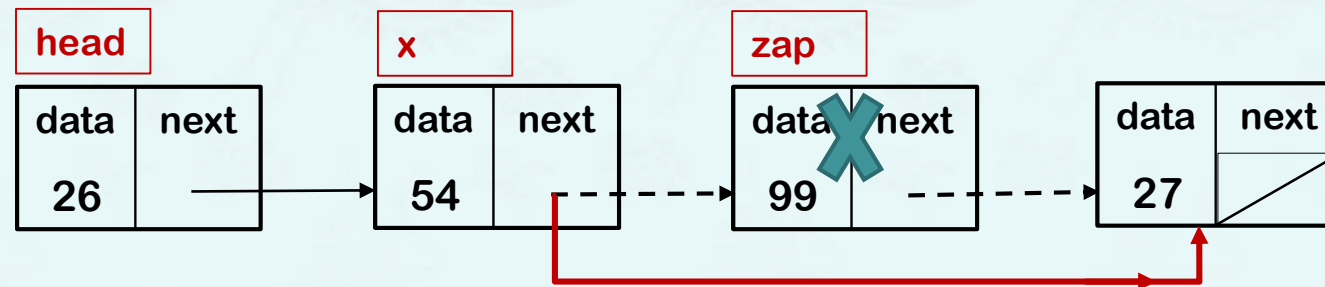 head x zap
data next data next data next data next
26 54 99 27